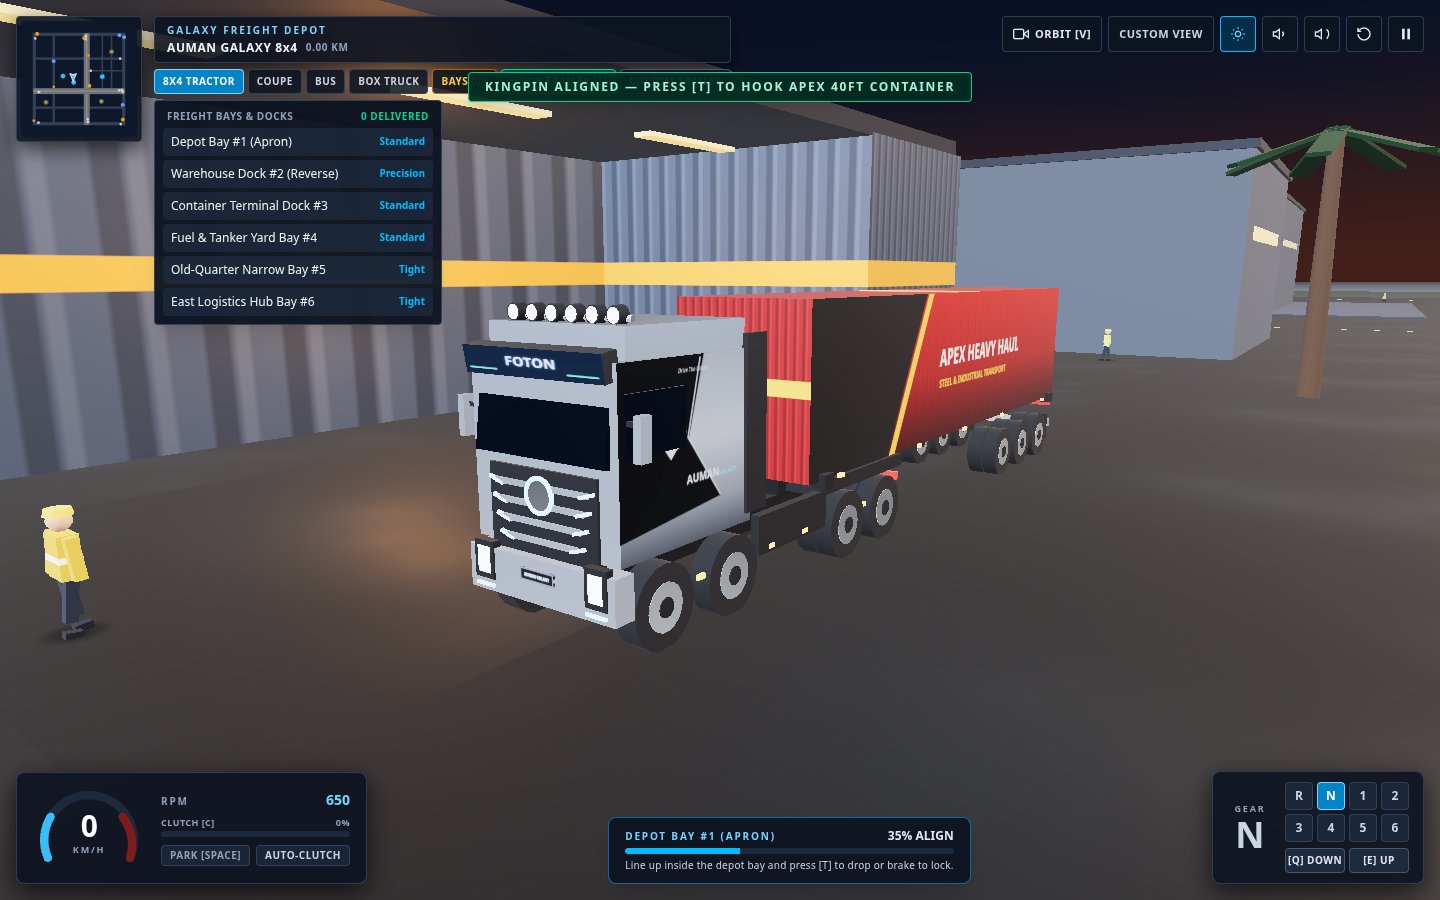 GALAXY FREIGHT DEPOT
AUMAN GALAXY 8x4 0.00 KM
ORBIT [V]
CUSTOM VIEW
8X4 TRACTOR
COUPE
BUS
BOX TRUCK
BAYS
KINGPIN ALIGNED — PRESS [T] TO HOOK APEX 40FT CONTAINER
FREIGHT BAYS & DOCKS 0 DELIVERED
Depot Bay #1 (Apron) Standard
Warehouse Dock #2 (Reverse) Precision
Container Terminal Dock #3 Standard
Fuel & Tanker Yard Bay #4 Standard
Old-Quarter Narrow Bay #5 Tight
East Logistics Hub Bay #6 Tight
FOTON
APEX HEAVY HAUL
STEEL & INDUSTRIAL TRANSPORT
AUMAN
0
KM/H
RPM 650
CLUTCH [C] 0%
PARK [SPACE]
AUTO-CLUTCH
DEPOT BAY #1 (APRON) 35% ALIGN
Line up inside the depot bay and press [T] to drop or brake to lock.
GEAR
N
R N 1 2
3 4 5 6
[Q] DOWN
[E] UP